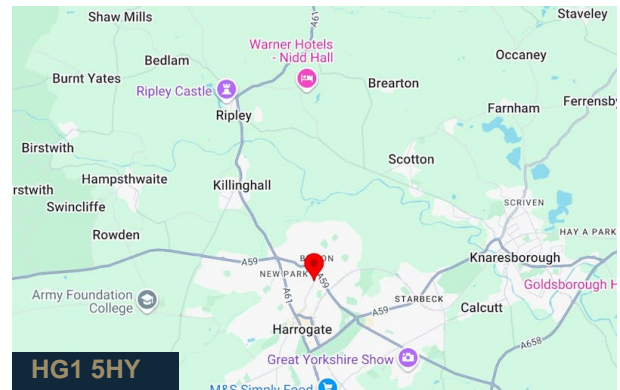 Shaw Mills
A61
Staveley
Warner Hotels
- Nidd Hall
Bedlam
Occaney
Burnt Yates
Ripley Castle
Brearton
Ferrensby
Farnham
Ripley
Birstwith
Scotton
rstwith
Hampsthwaite
Killinghall
SCRIVEN
Swincliffe
HAY A PARK
Rowden
A59
NEW PARK
A59
Knaresborough
Goldsborough H
Army Foundation
College
A61
STARBECK
A59
Calcutt
Harrogate
A658
Great Yorkshire Show
HG1 5HY
M&S Simply Food